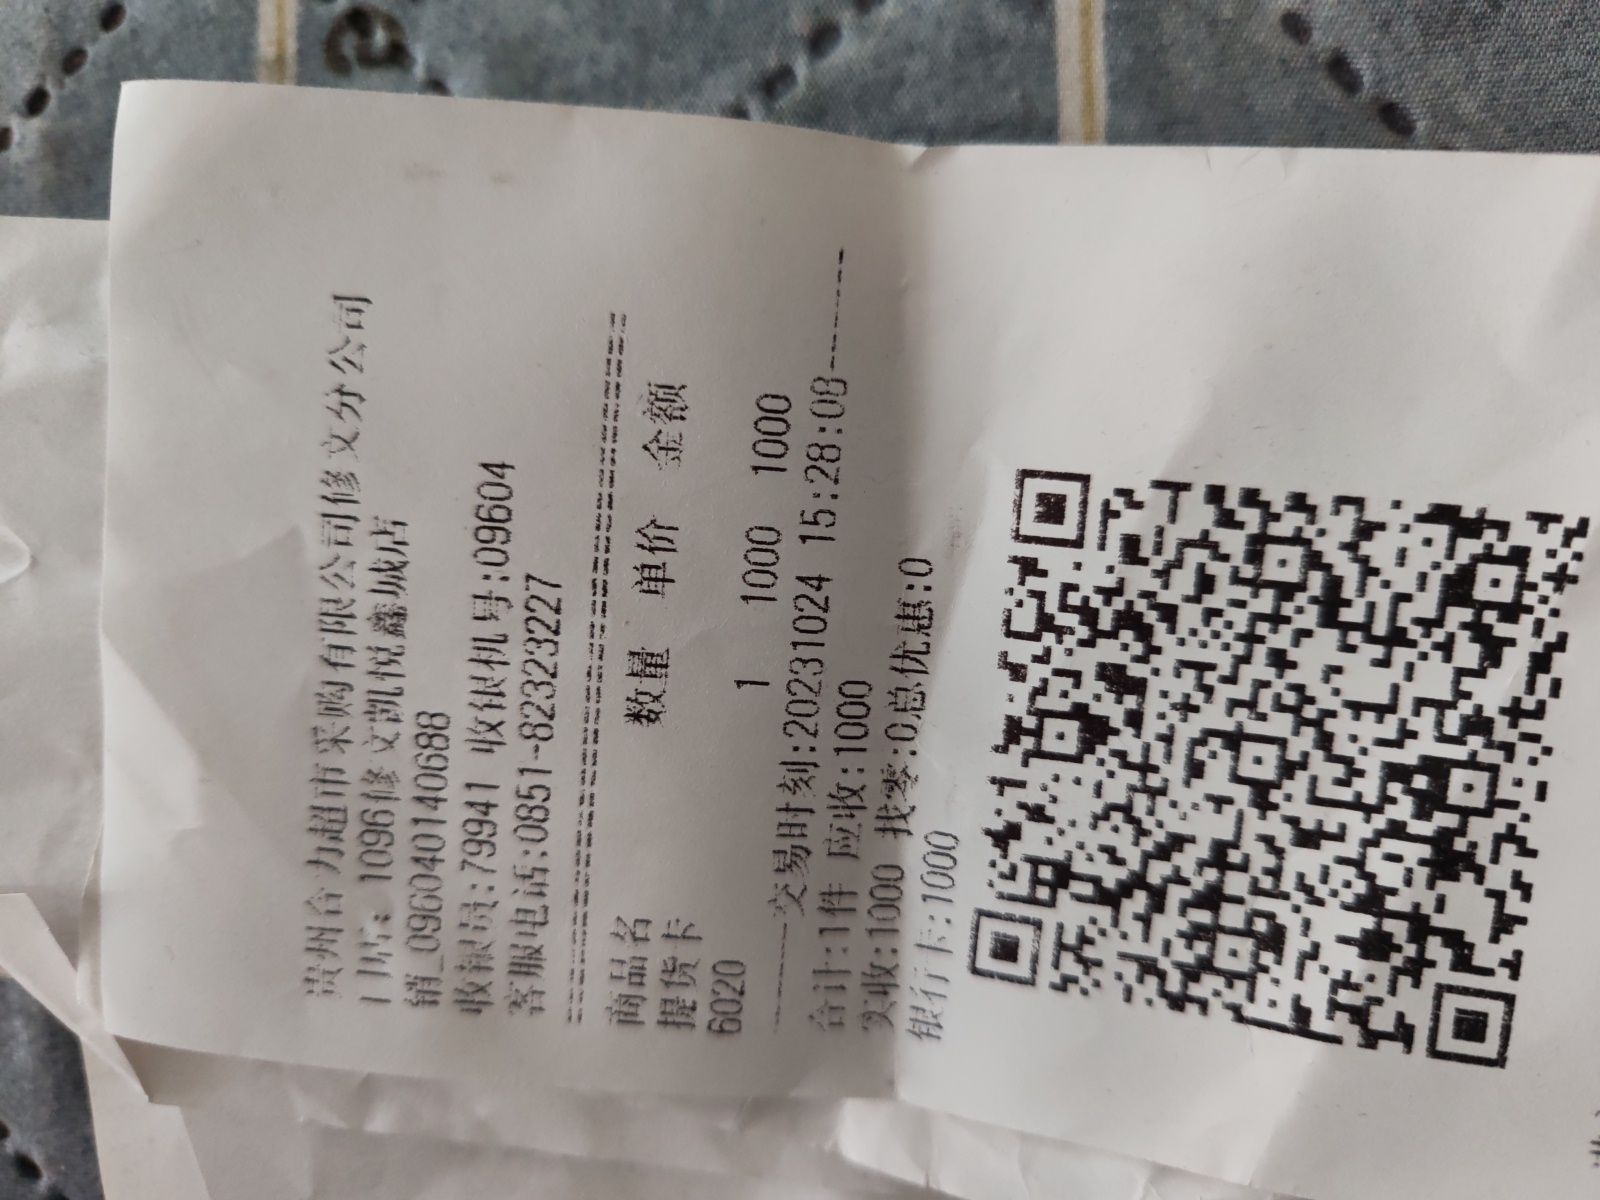 贵州合力超市采购有限公司修文分公司
门店: 1096修文凯悦鑫城店
销_096040140688
收银员:79941 收银机号:09604
客服电话:0851-82323227
商品名 数量 单价 金额
提货卡
6020 1 1000 1000
交易时刻:20231024 15:28:08
合计:1件 应收:1000
实收:1000 找零:0总优惠:0
银行卡:1000